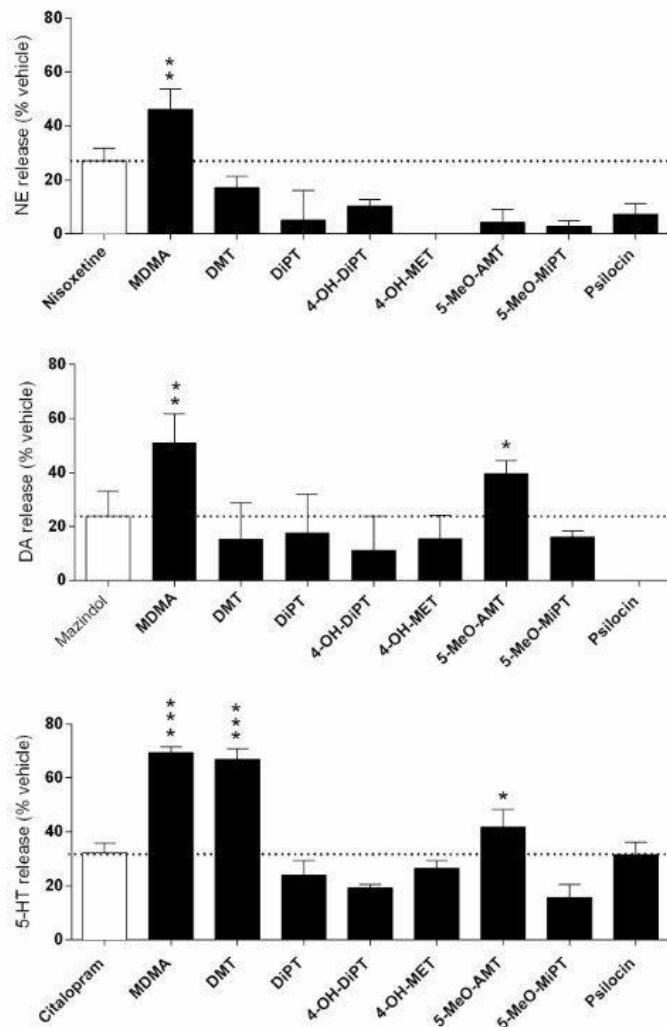 NE release (% vehicle)
80
60
40
20
0
**
Nisoxetine
MDMA
DMT
DiPT
4-OH-DiPT
4-OH-MET
5-MeO-AMT
5-MeO-MiPT
Psilocin
DA release (% vehicle)
80
60
40
20
0
**
*
Mazindol
MDMA
DMT
DiPT
4-OH-DiPT
4-OH-MET
5-MeO-AMT
5-MeO-MiPT
Psilocin
5-HT release (% vehicle)
80
60
40
20
0
***
***
*
Citalopram
MDMA
DMT
DiPT
4-OH-DiPT
4-OH-MET
5-MeO-AMT
5-MeO-MiPT
Psilocin